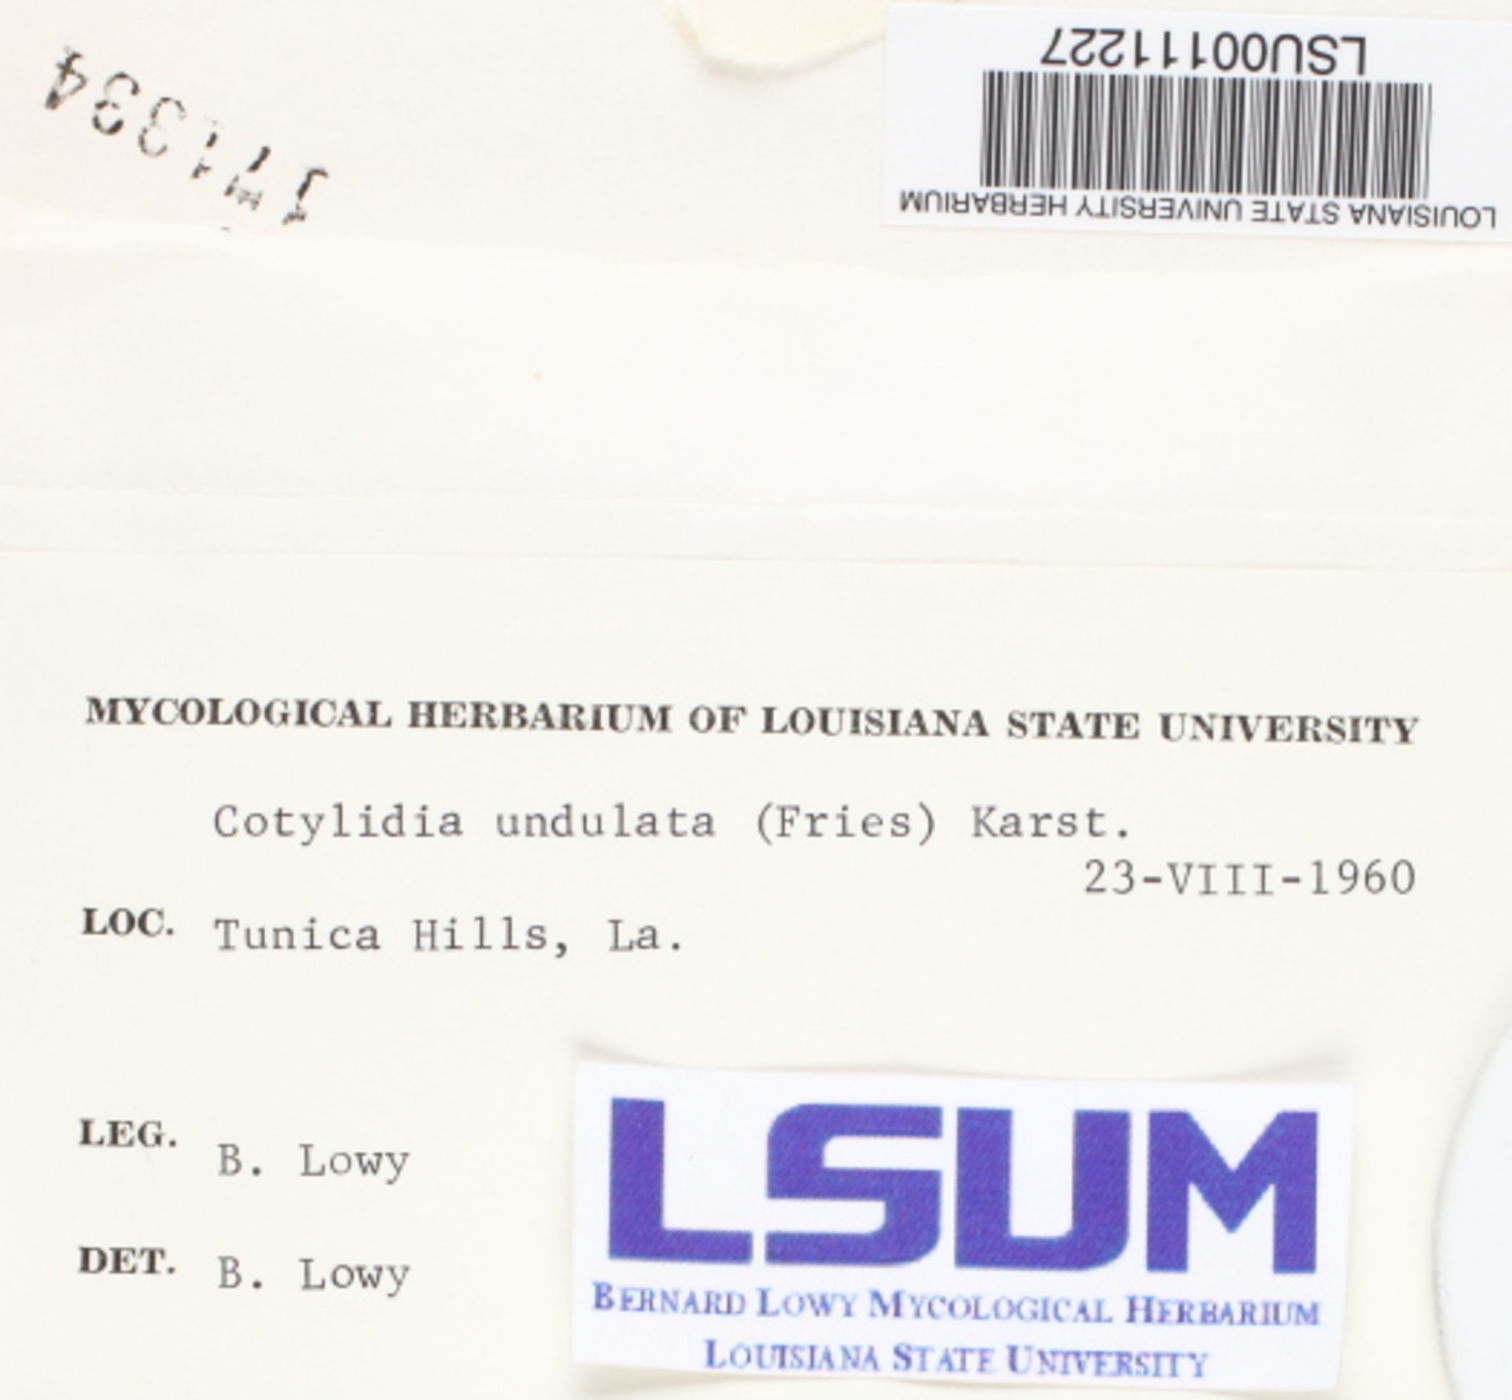 171334
LSU00111227
LOUISIANA STATE UNIVERSITY HERBARIUM
MYCOLOGICAL HERBARIUM OF LOUISIANA STATE UNIVERSITY
Cotylidia undulata (Fries) Karst.
23-VIII-1960
LOC. Tunica Hills, La.
LEG. B. Lowy
DET. B. Lowy
LSUM
BERNARD LOWY MYCOLOGICAL HERBARIUM
LOUISIANA STATE UNIVERSITY